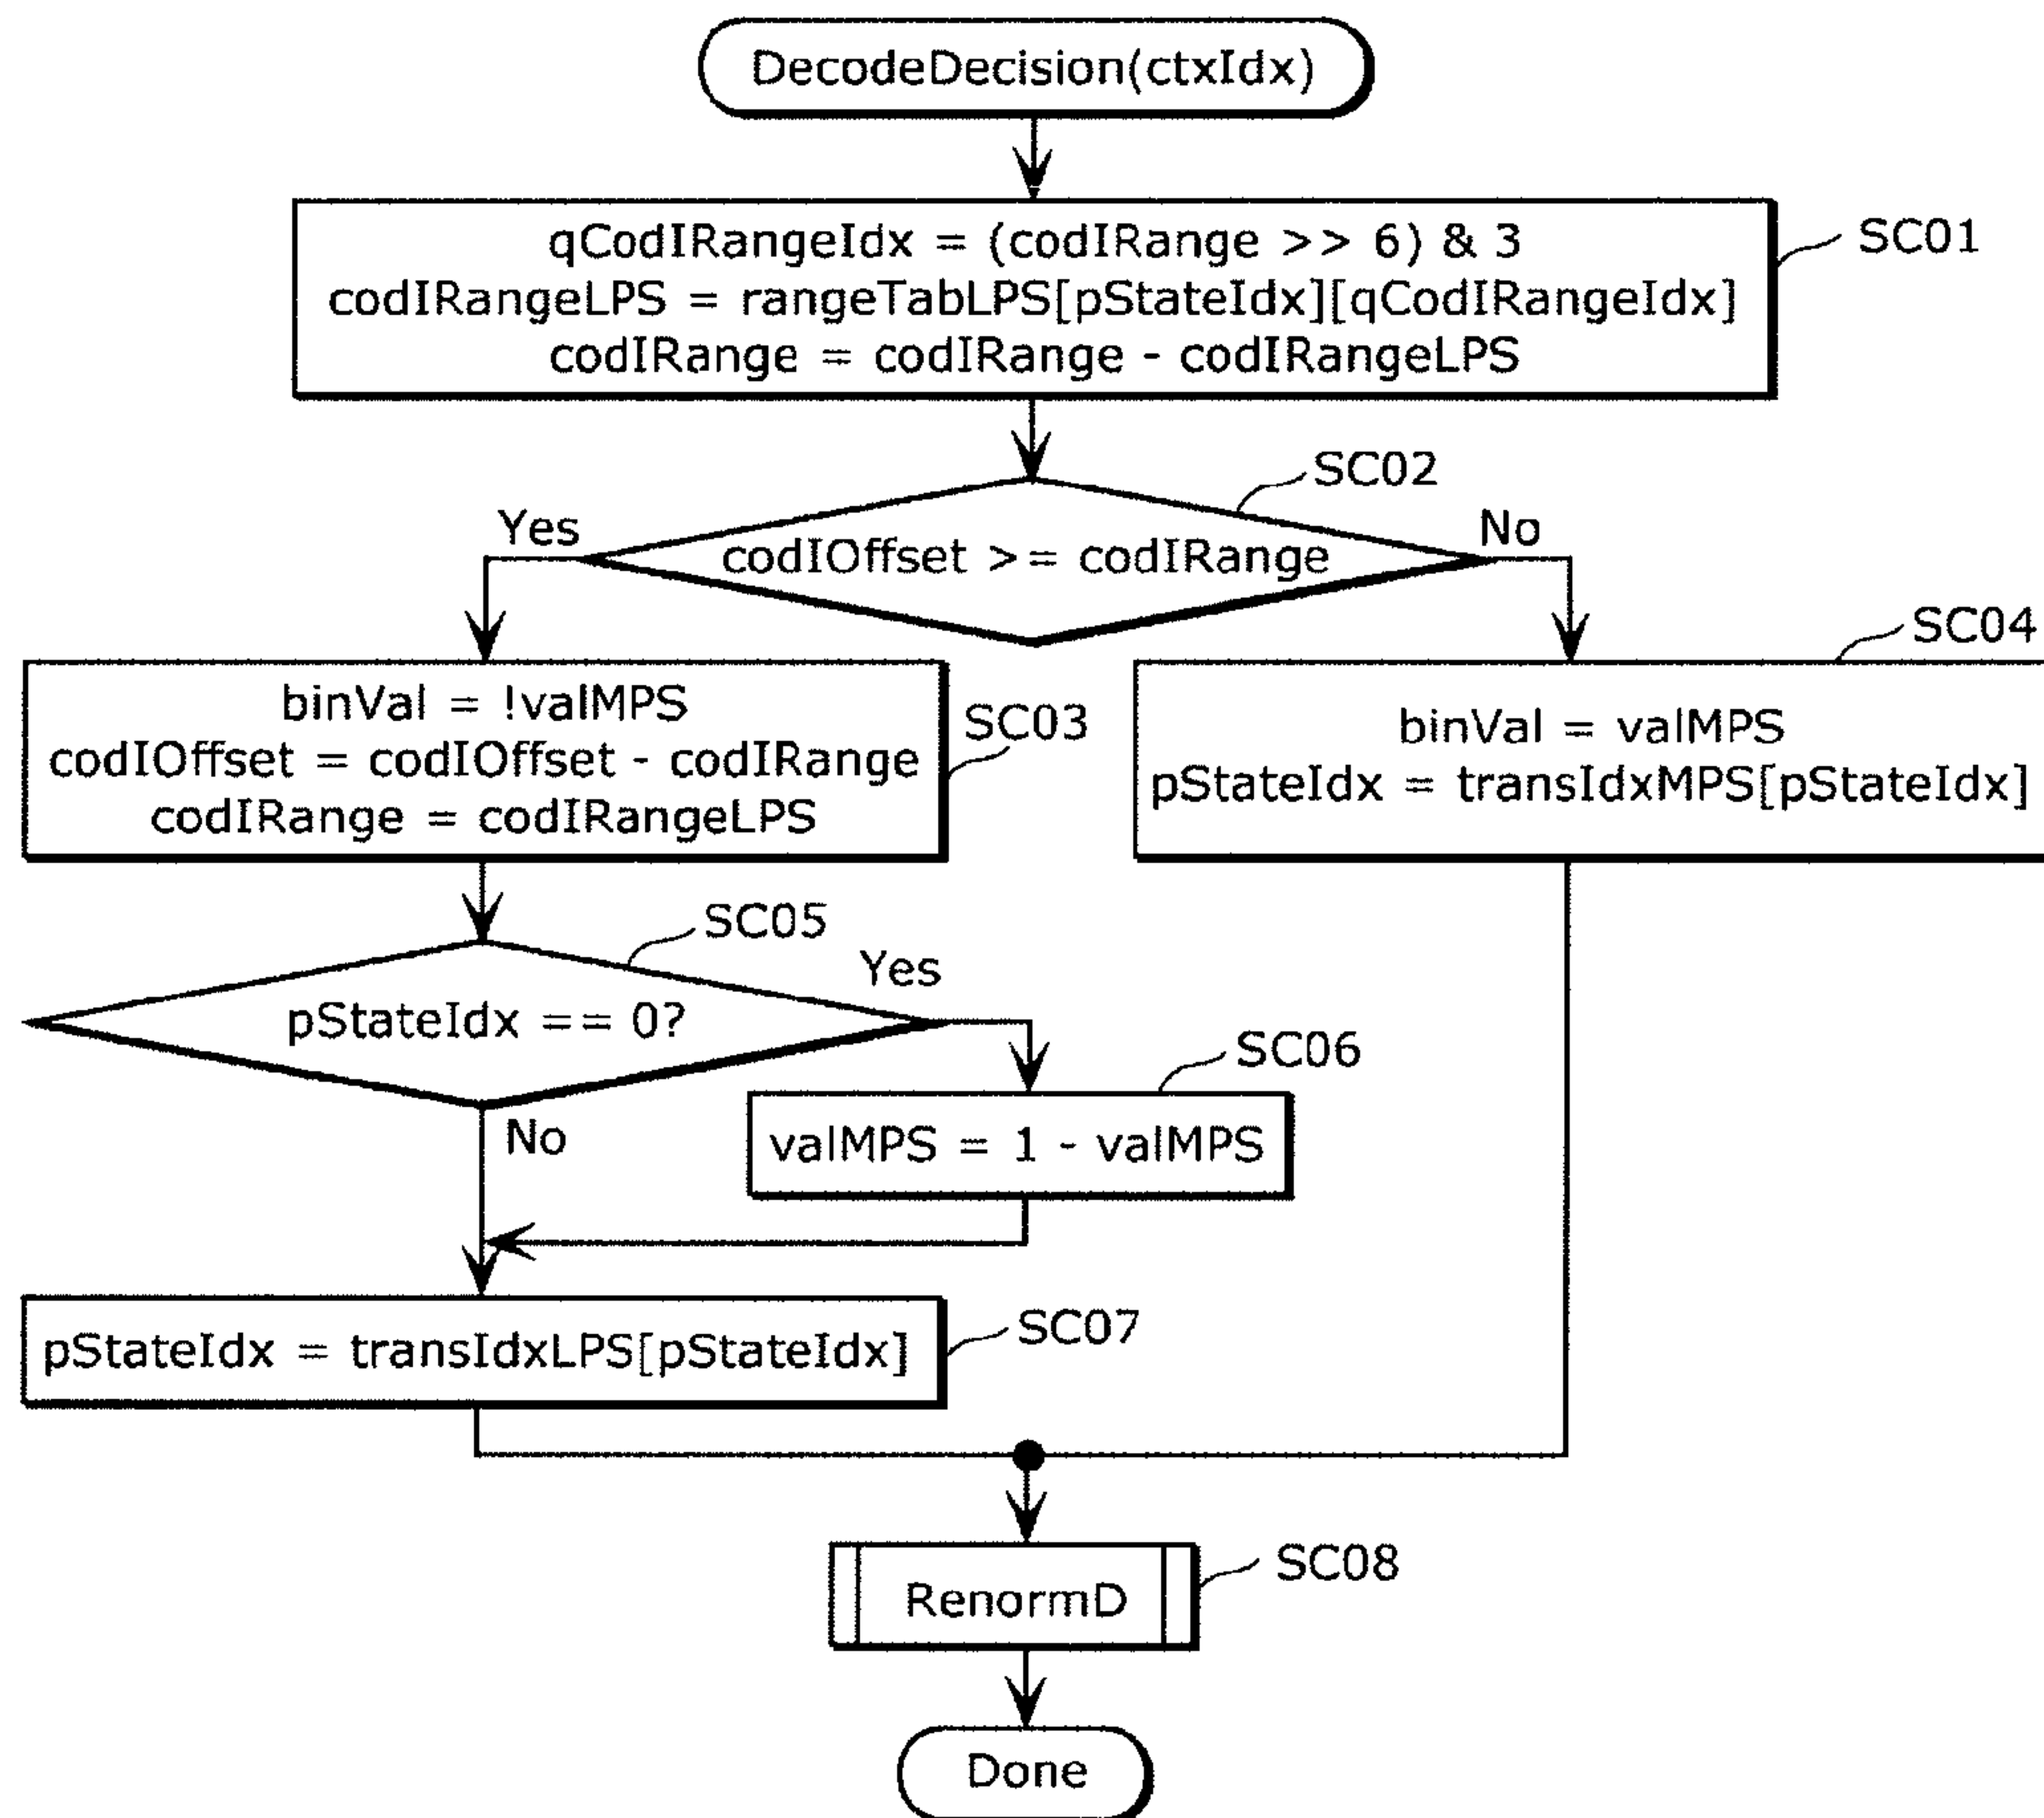 DecodeDecision(ctxIdx)
qCodIRangeIdx = (codIRange >> 6) & 3
codIRangeLPS = rangeTabLPS[pStateIdx][qCodIRangeIdx]
codIRange = codIRange - codIRangeLPS
SC01
SC02
Yes
codIOffset >= codIRange
No
SC04
binVal = !valMPS
codIOffset = codIOffset - codIRange
codIRange = codIRangeLPS
SC03
binVal = valMPS
pStateIdx = transIdxMPS[pStateIdx]
SC05
Yes
pStateIdx == 0?
No
SC06
valMPS = 1 - valMPS
pStateIdx = transIdxLPS[pStateIdx]
SC07
RenormD
SC08
Done